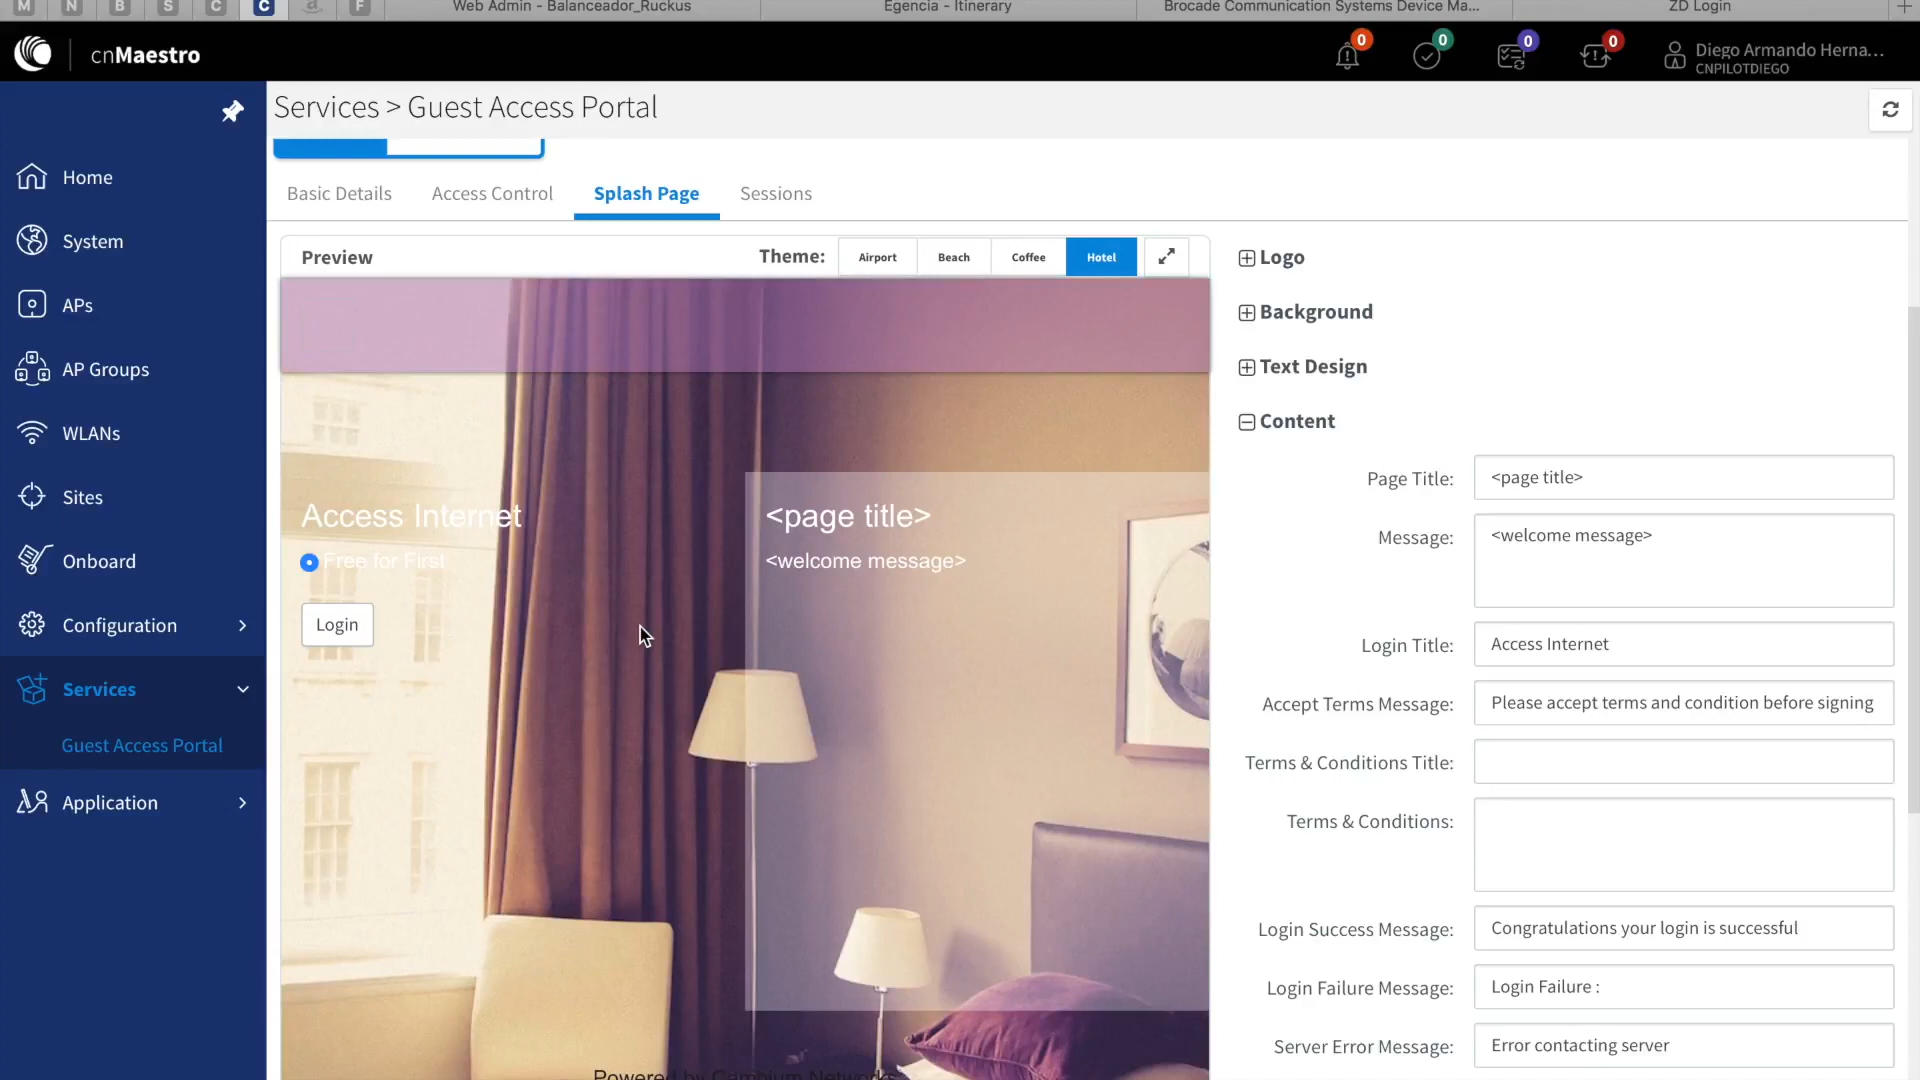 M N B S C C a F Web Admin - Balanceador_Ruckus Egencia - Itinerary Brocade Communication Systems Device Ma... ZD Login
cnMaestro 0 0 0 0 Diego Armando Herna...
CNPILOTDIEGO
Services > Guest Access Portal
Home
System
APs
AP Groups
WLANs
Sites
Onboard
Configuration
Services
Guest Access Portal
Application
Basic Details Access Control Splash Page Sessions
Preview Theme: Airport Beach Coffee Hotel
Access Internet
Free for First
Login
<page title>
<welcome message>
Powered by Cambium Networks
Logo
Background
Text Design
Content
Page Title: <page title>
Message: <welcome message>
Login Title: Access Internet
Accept Terms Message: Please accept terms and condition before signing
Terms & Conditions Title:
Terms & Conditions:
Login Success Message: Congratulations your login is successful
Login Failure Message: Login Failure :
Server Error Message: Error contacting server